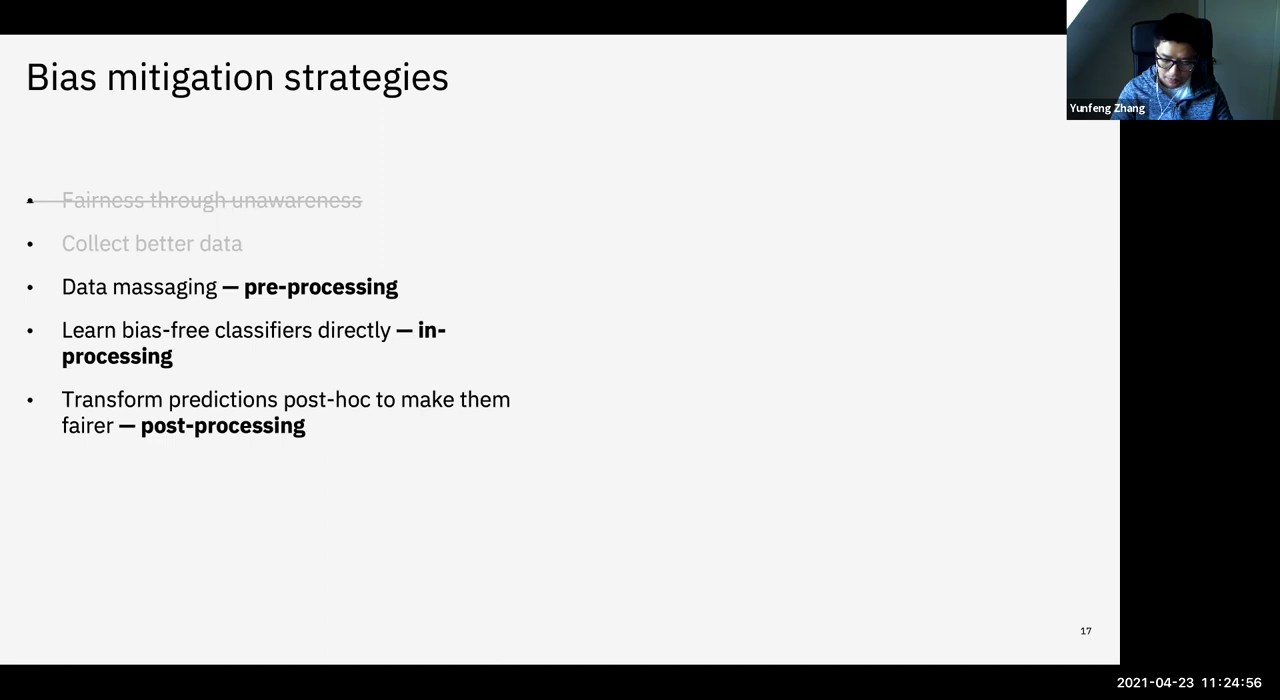 Bias mitigation strategies
Yunfeng Zhang
• Fairness through unawareness
• Collect better data
• Data massaging — pre-processing
• Learn bias-free classifiers directly — in-
processing
• Transform predictions post-hoc to make them
fairer — post-processing
17
2021-04-23 11:24:56